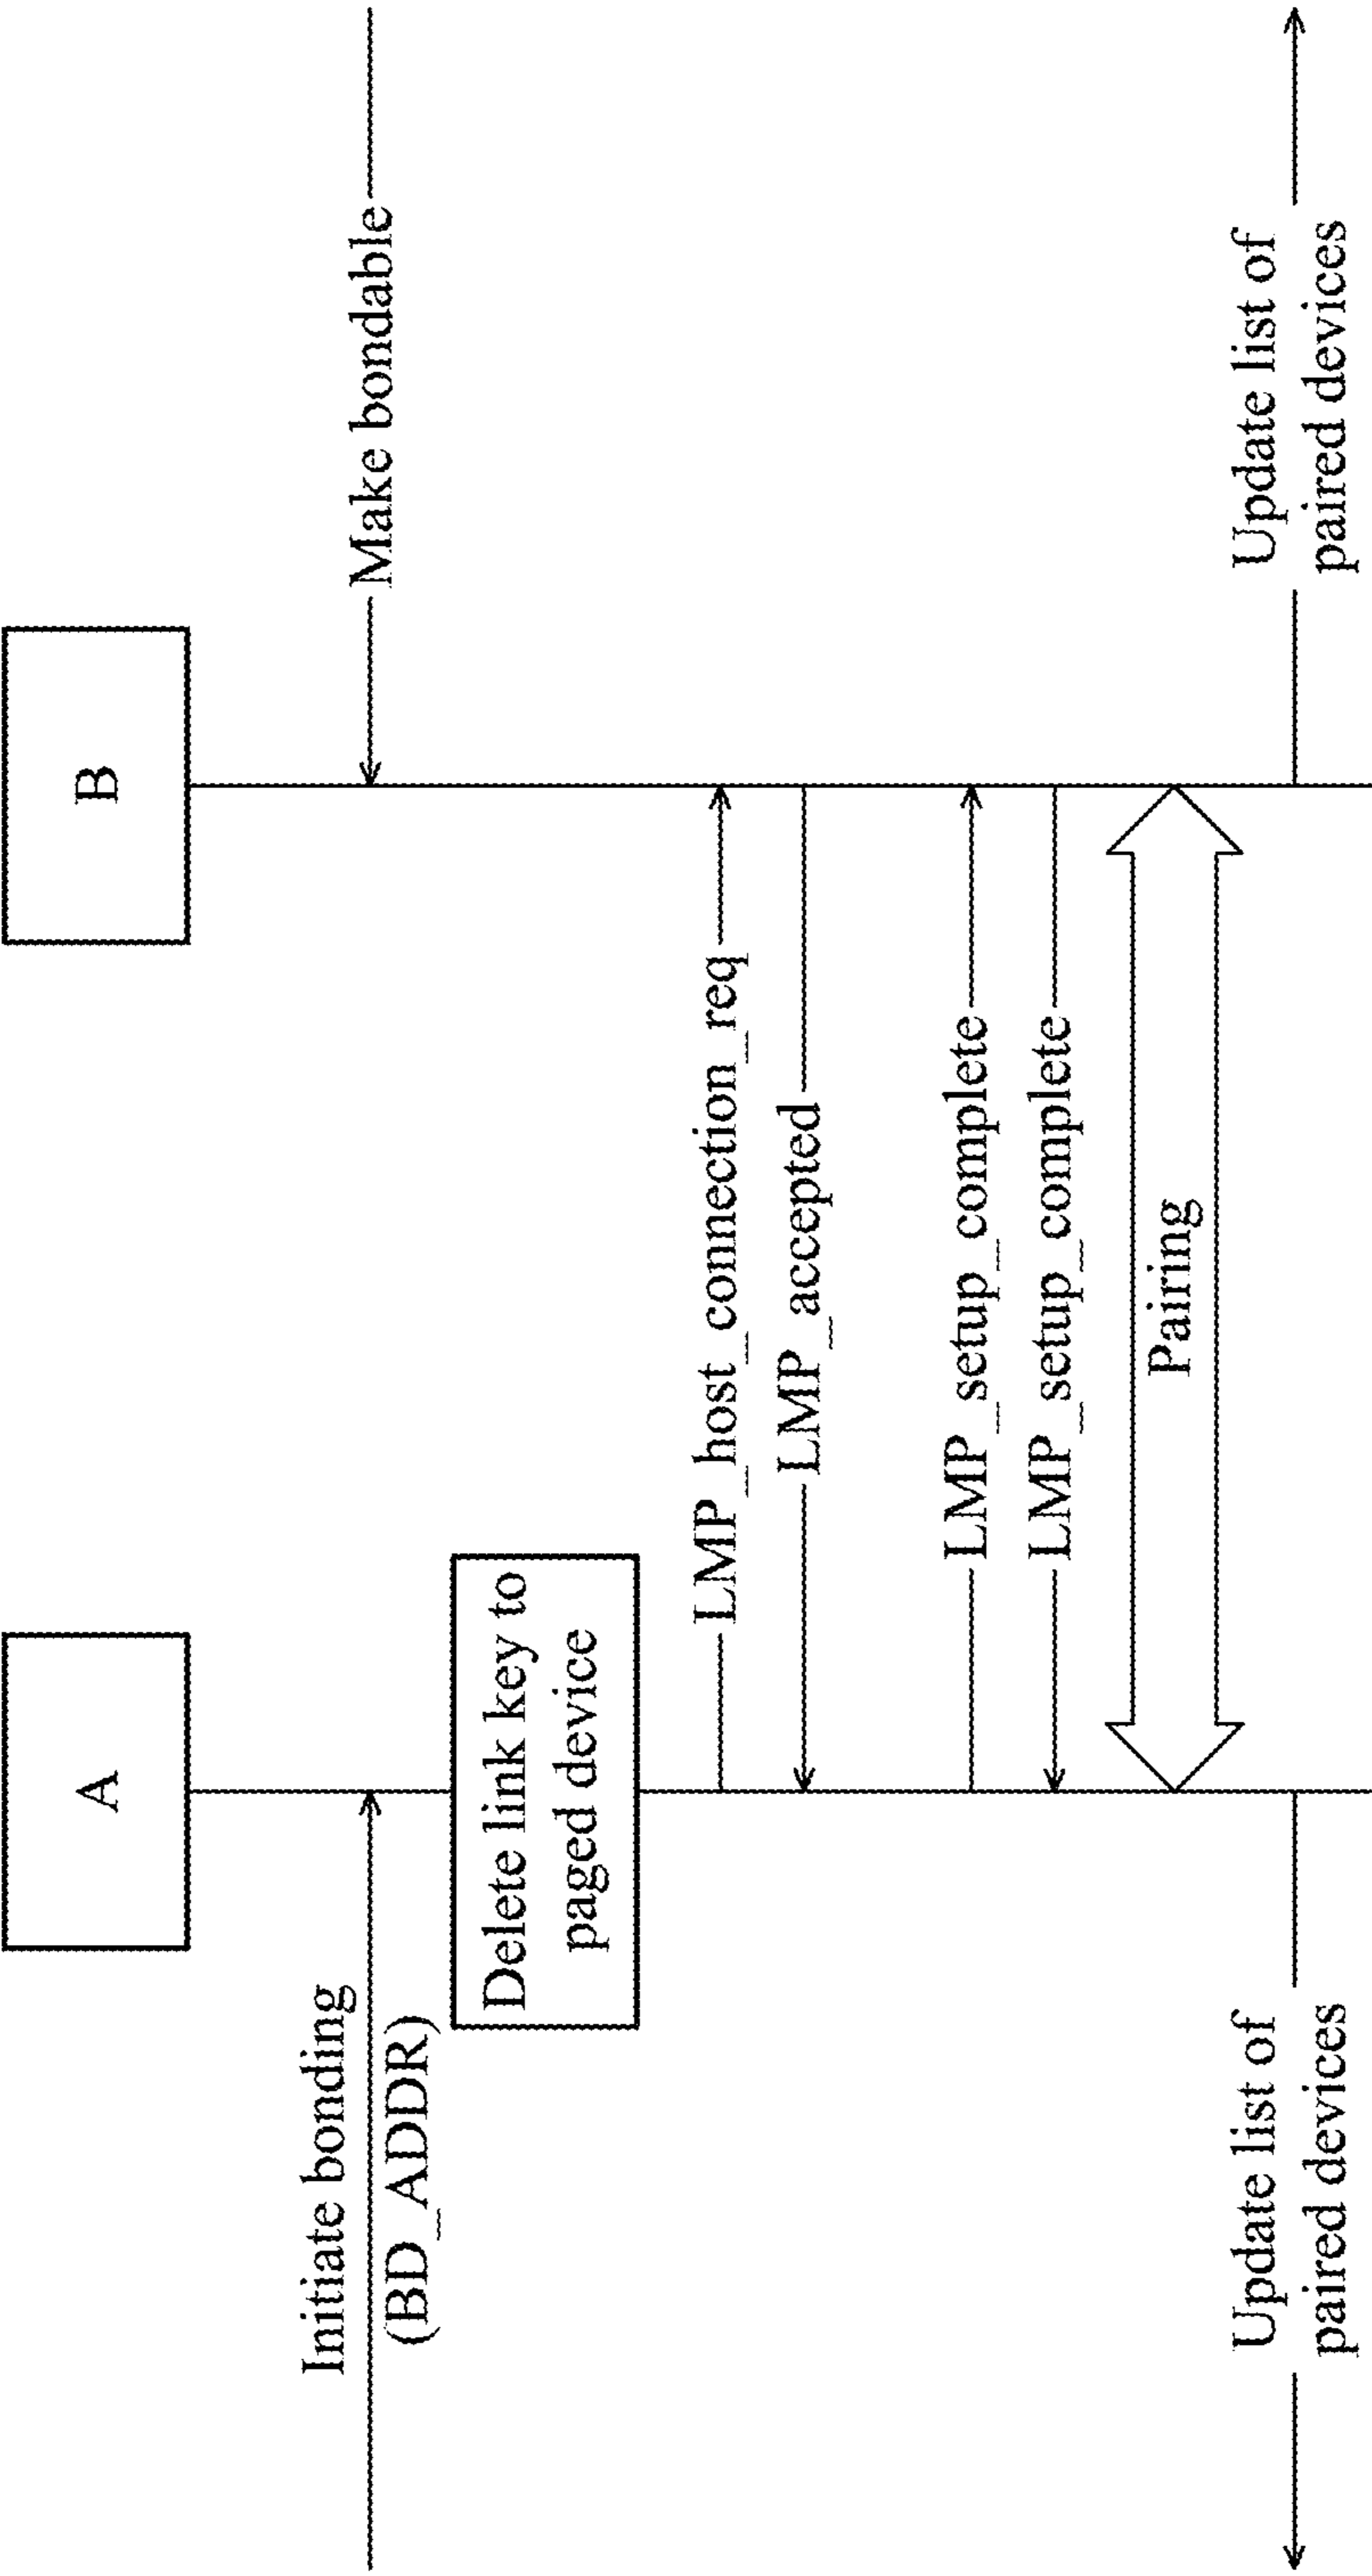 A
B
Initiate bonding
(BD_ADDR)
Make bondable
Delete link key to
paged device
LMP_host_connection_req
LMP_accepted
LMP_setup_complete
LMP_setup_complete
Pairing
Update list of
paired devices
Update list of
paired devices